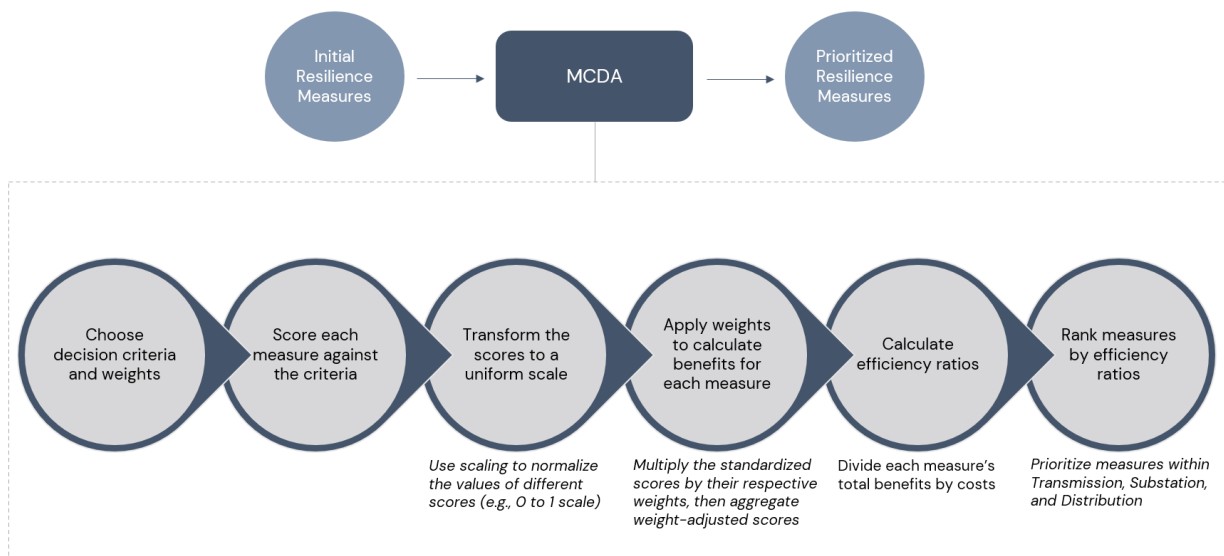 Initial
Resilience
Measures
MCDA
Prioritized
Resilience
Measures
Choose
decision criteria
and weights
Score each
measure against
the criteria
Transform the
scores to a
uniform scale
Apply weights
to calculate
benefits for
each measure
Calculate
efficiency ratios
Rank measures
by efficiency
ratios
Use scaling to normalize
the values of different
scores (e.g., 0 to 1 scale)
Multiply the standardized
scores by their respective
weights, then aggregate
weight-adjusted scores
Divide each measure's
total benefits by costs
Prioritize measures within
Transmission, Substation,
and Distribution